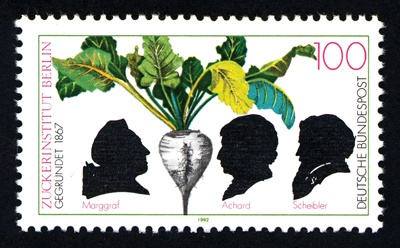 ZUCKERINSTITUT BERLIN
GEGRÜNDET 1867
100
DEUTSCHE BUNDESPOST
Marggraf
Achard
Scheibler
1992